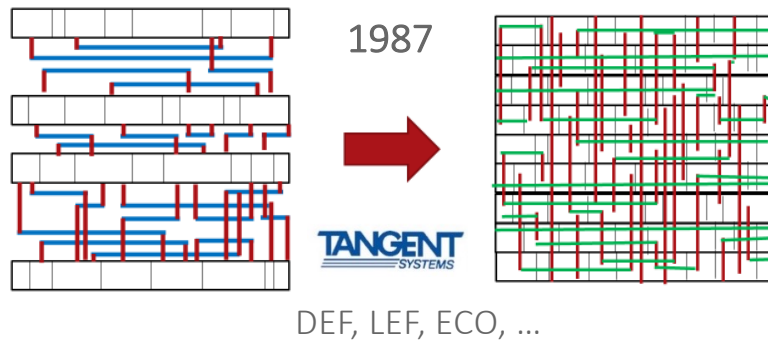 1987
TANGENT
SYSTEMS
DEF, LEF, ECO, ...